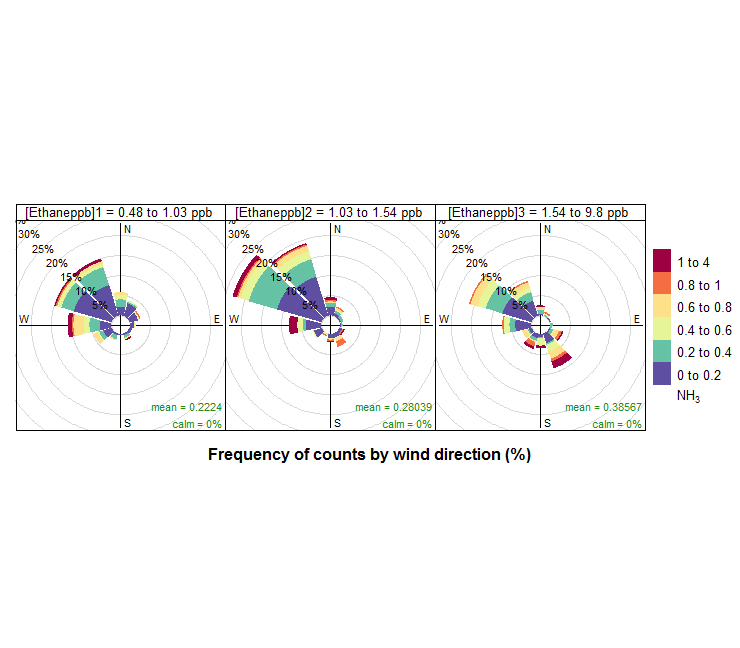 [Ethaneppb]1 = 0.48 to 1.03 ppb
[Ethaneppb]2 = 1.03 to 1.54 ppb
[Ethaneppb]3 = 1.54 to 9.8 ppb
N
W
E
S
30%
25%
20%
15%
10%
5%
mean = 0.2224
calm = 0%
N
W
E
S
30%
25%
20%
15%
10%
5%
mean = 0.28039
calm = 0%
N
W
E
S
30%
25%
20%
15%
10%
5%
mean = 0.38567
calm = 0%
1 to 4
0.8 to 1
0.6 to 0.8
0.4 to 0.6
0.2 to 0.4
0 to 0.2
NH₃
Frequency of counts by wind direction (%)